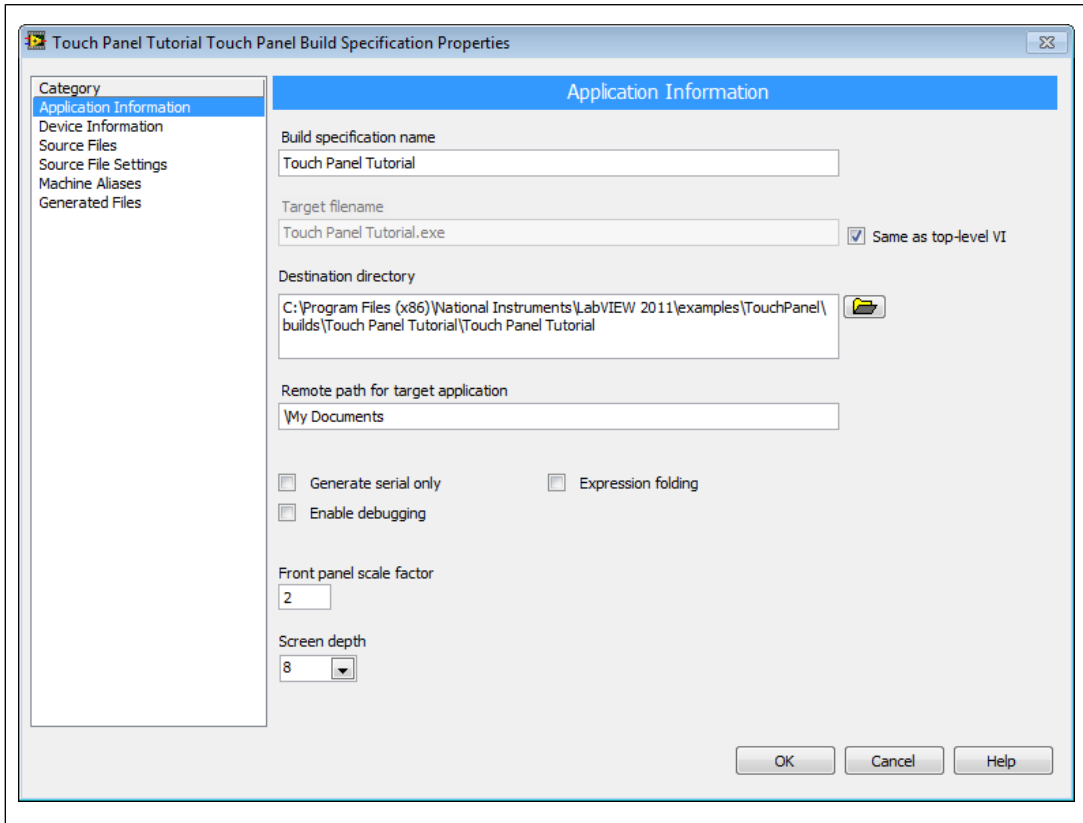 Touch Panel Tutorial Touch Panel Build Specification Properties
Category
Application Information
Device Information
Source Files
Source File Settings
Machine Aliases
Generated Files
Application Information
Build specification name
Touch Panel Tutorial
Target filename
Touch Panel Tutorial.exe
Same as top-level VI
Destination directory
C:\Program Files (x86)\National Instruments\LabVIEW 2011\examples\TouchPanel\
builds\Touch Panel Tutorial\Touch Panel Tutorial
Remote path for target application
\My Documents
Generate serial only
Expression folding
Enable debugging
Front panel scale factor
2
Screen depth
8
OK
Cancel
Help